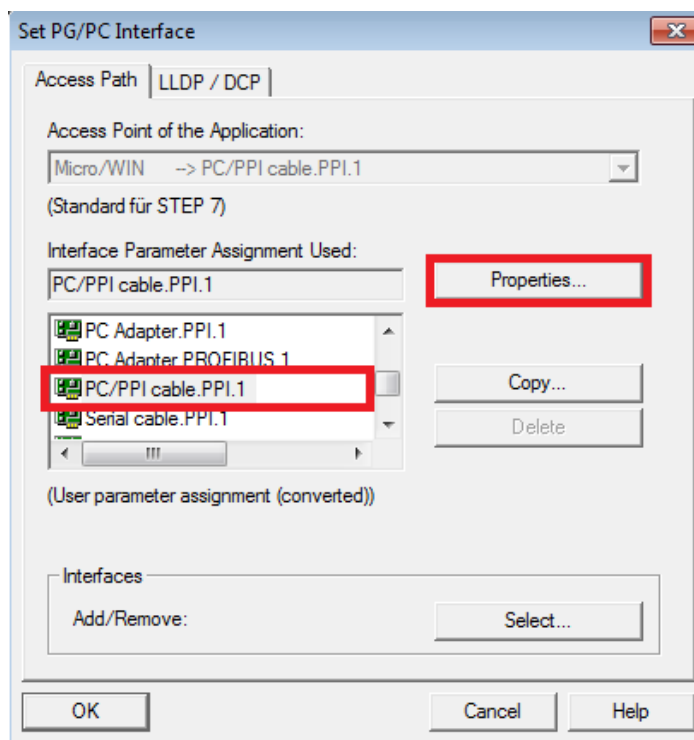 Set PG/PC Interface
Access Path
LLDP / DCP
Access Point of the Application:
Micro/WIN --> PC/PPI cable.PPI.1
(Standard für STEP 7)
Interface Parameter Assignment Used:
PC/PPI cable.PPI.1
Properties...
PC Adapter.PPI.1
PC Adapter.PROFIBUS.1
PC/PPI cable.PPI.1
Serial cable.PPI.1
Copy...
Delete
(User parameter assignment (converted))
Interfaces
Add/Remove:
Select...
OK
Cancel
Help